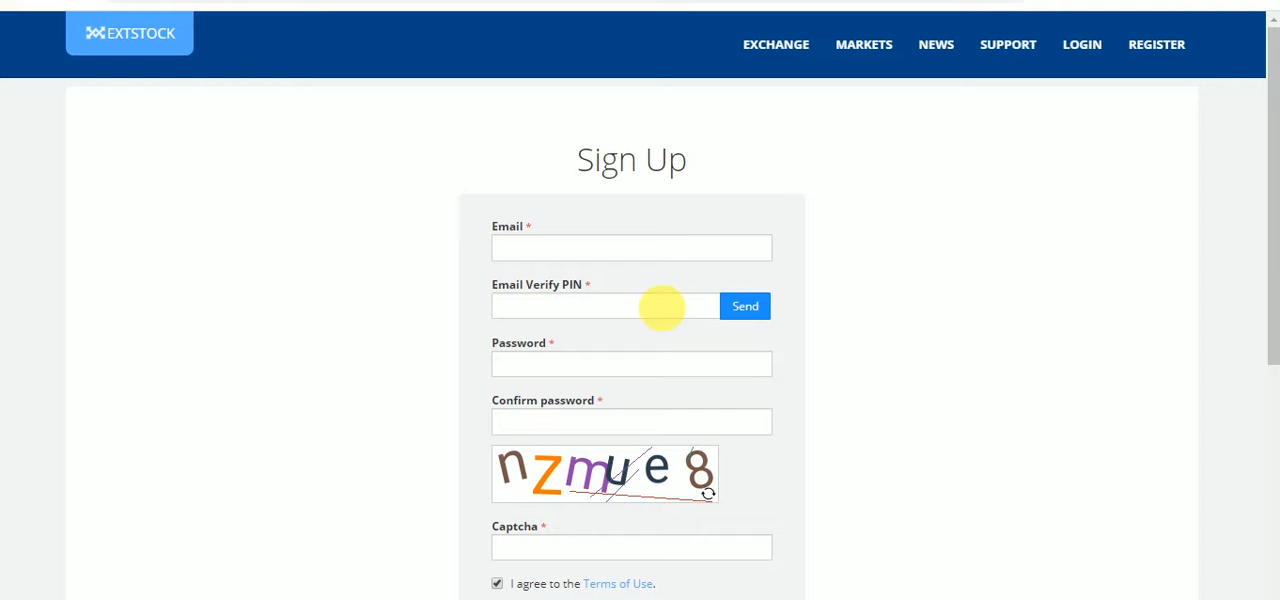 EXTSTOCK
EXCHANGE MARKETS NEWS SUPPORT LOGIN REGISTER
Sign Up
Email *
Email Verify PIN *
Send
Password *
Confirm password *
nzmue8
Captcha *
I agree to the Terms of Use.